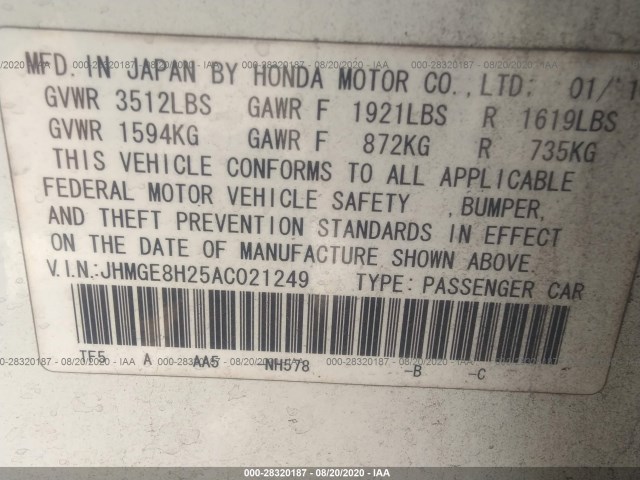 MFD. IN JAPAN BY HONDA MOTOR CO., LTD: 01/
GVWR 3512LBS GAWR F 1921LBS R 1619LBS
GVWR 1594KG GAWR F 872KG R 735KG
THIS VEHICLE CONFORMS TO ALL APPLICABLE
FEDERAL MOTOR VEHICLE SAFETY , BUMPER,
AND THEFT PREVENTION STANDARDS IN EFFECT
ON THE DATE OF MANUFACTURE SHOWN ABOVE.
V.I.N.:JHMGE8H25AC021249 TYPE: PASSENGER CAR
TF5 A AA5 NH578 -B -C
000-28320187 - 08/20/2020 - IAA